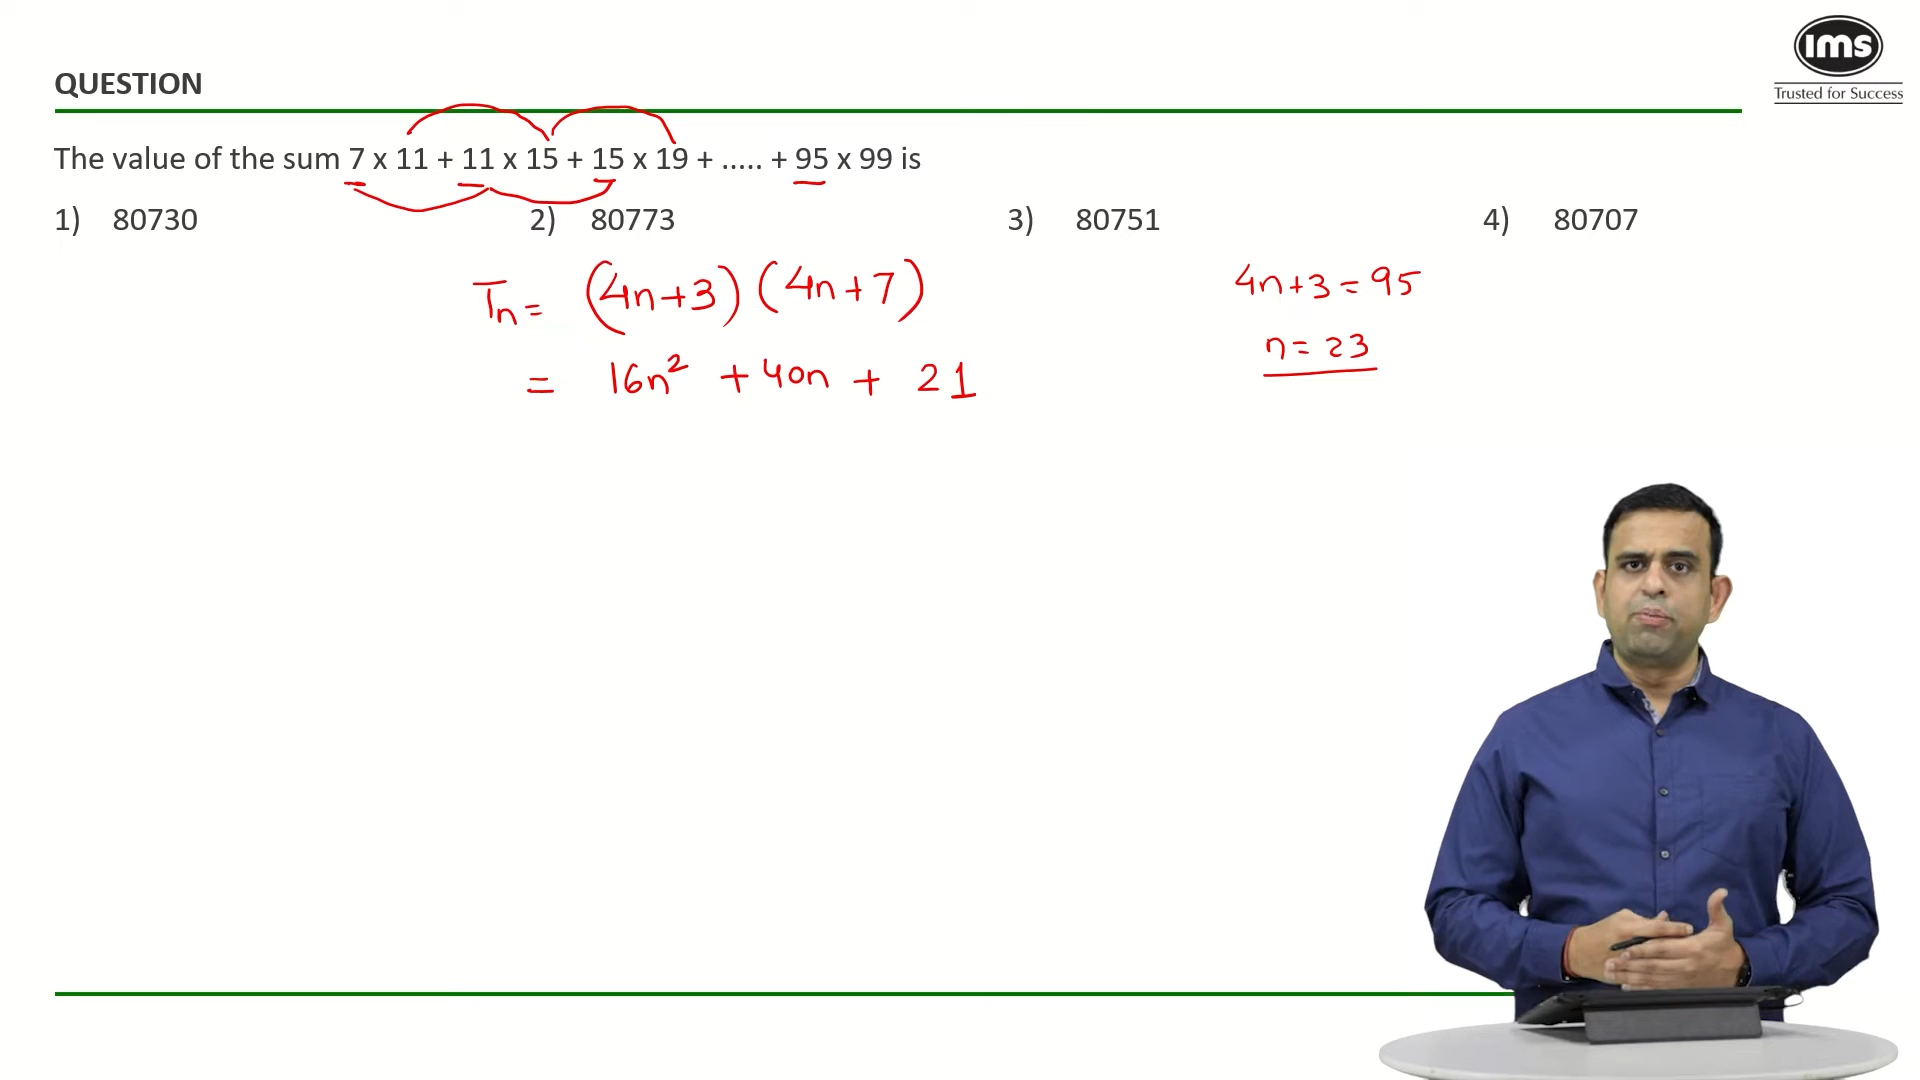 ims
Trusted for Success
QUESTION
The value of the sum 7 x 11 + 11 x 15 + 15 x 19 + ..... + 95 x 99 is
1) 80730 2) 80773 3) 80751 4) 80707
Tn = (4n+3)(4n+7) 4n+3=95
= 16n² + 40n + 21 n=23